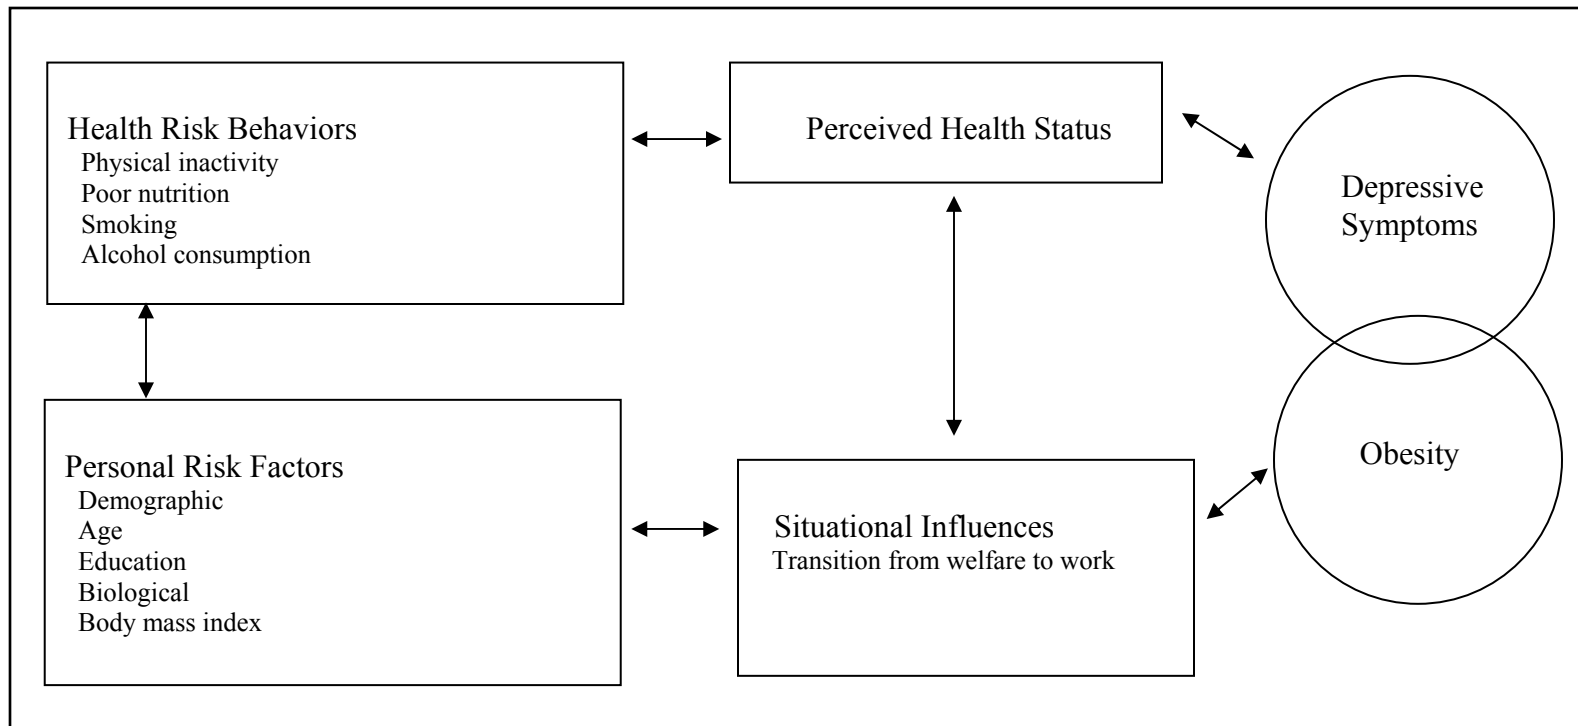 Health Risk Behaviors
Physical inactivity
Poor nutrition
Smoking
Alcohol consumption
Perceived Health Status
Depressive
Symptoms
Personal Risk Factors
Demographic
Age
Education
Biological
Body mass index
Situational Influences
Transition from welfare to work
Obesity